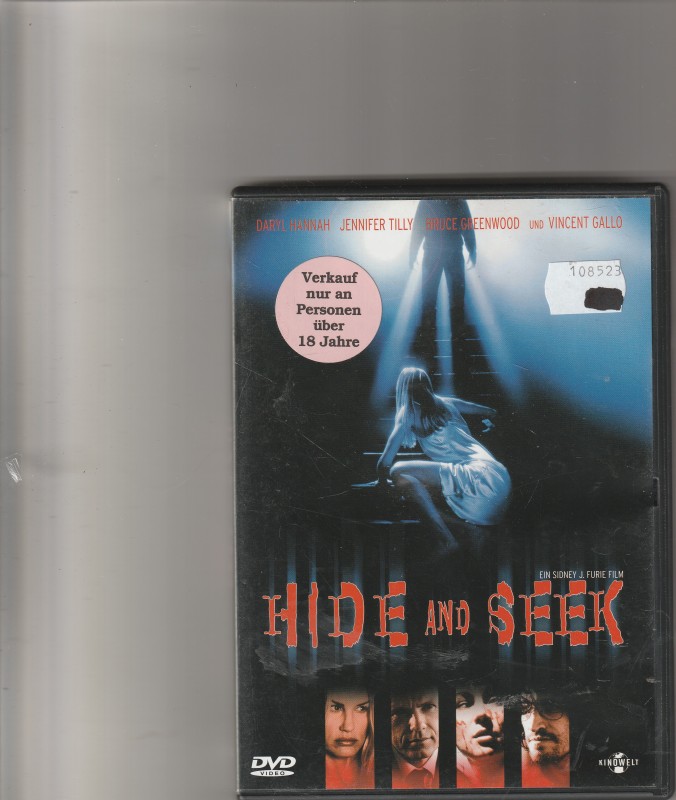 DARYL HANNAH JENNIFER TILLY BRUCE GREENWOOD UND VINCENT GALLO
108523
Verkauf
nur an
Personen
über
18 Jahre
EIN SIDNEY J. FURIE FILM
HIDE AND SEEK
DVD
VIDEO
KINOWELT